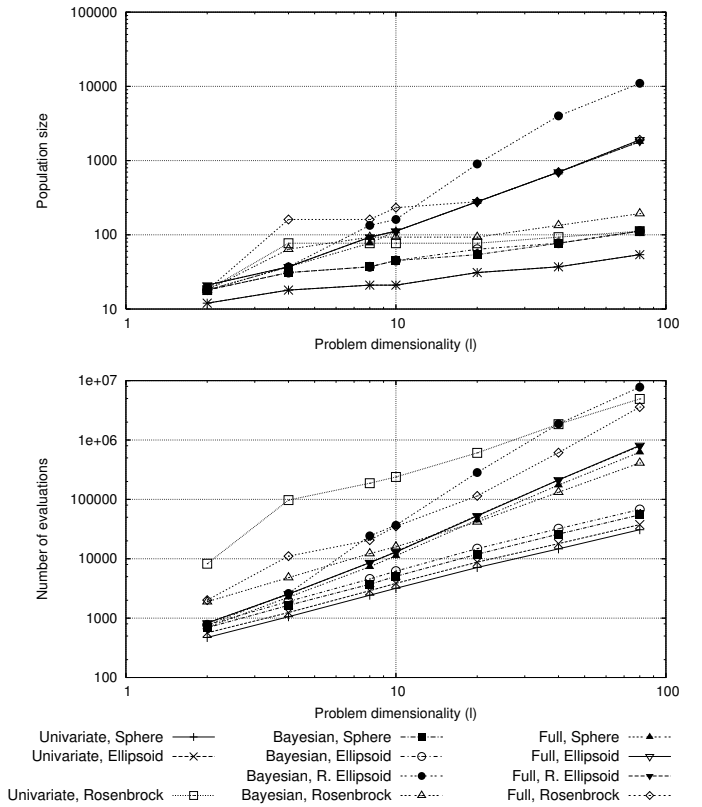 100000
10000
1000
100
10
Population size
1
10
100
Problem dimensionality (l)
1e+07
1e+06
100000
10000
1000
100
Number of evaluations
1
10
100
Problem dimensionality (l)
Univariate, Sphere
Univariate, Ellipsoid
Univariate, Rosenbrock
Bayesian, Sphere
Bayesian, Ellipsoid
Bayesian, R. Ellipsoid
Bayesian, Rosenbrock
Full, Sphere
Full, Ellipsoid
Full, R. Ellipsoid
Full, Rosenbrock